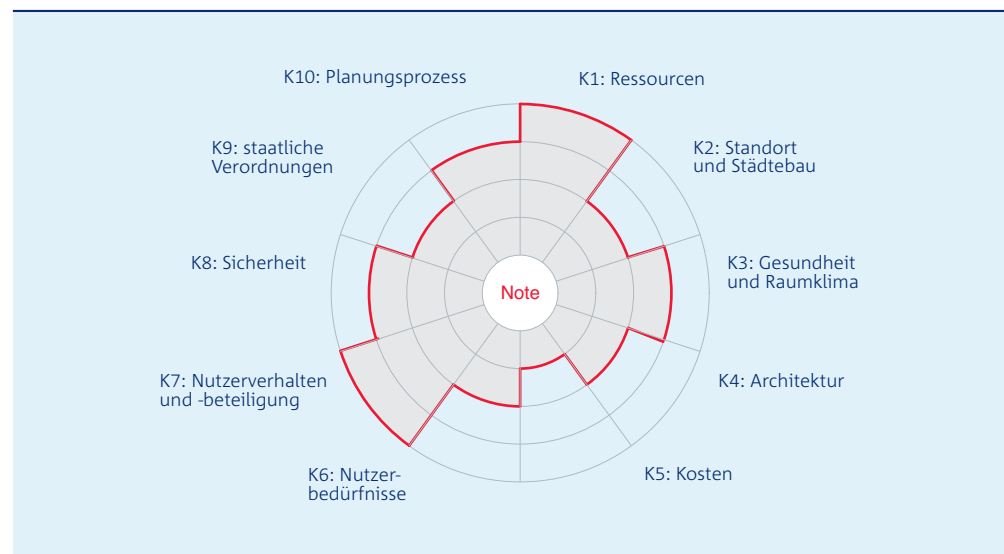 K10: Planungsprozess
K1: Ressourcen
K9: staatliche
Verordnungen
K2: Standort
und Städtebau
K8: Sicherheit
K3: Gesundheit
und Raumklima
Note
K7: Nutzerverhalten
und -beteiligung
K4: Architektur
K6: Nutzer-
bedürfnisse
K5: Kosten